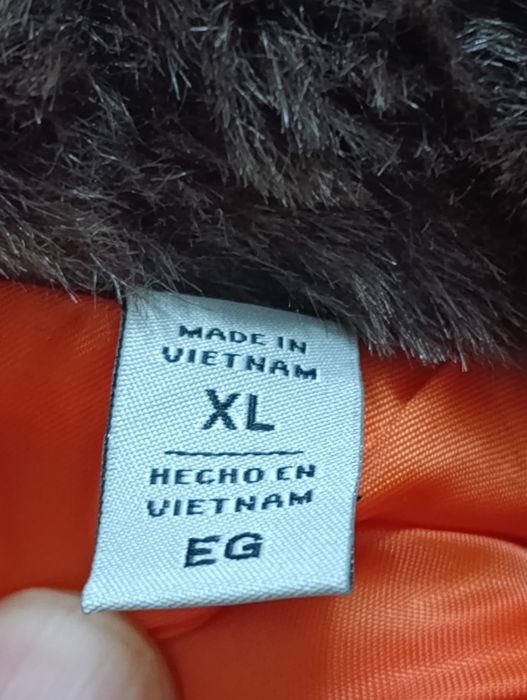 MADE IN
VIETNAM
XL
HECHO EN
VIETNAM
EG